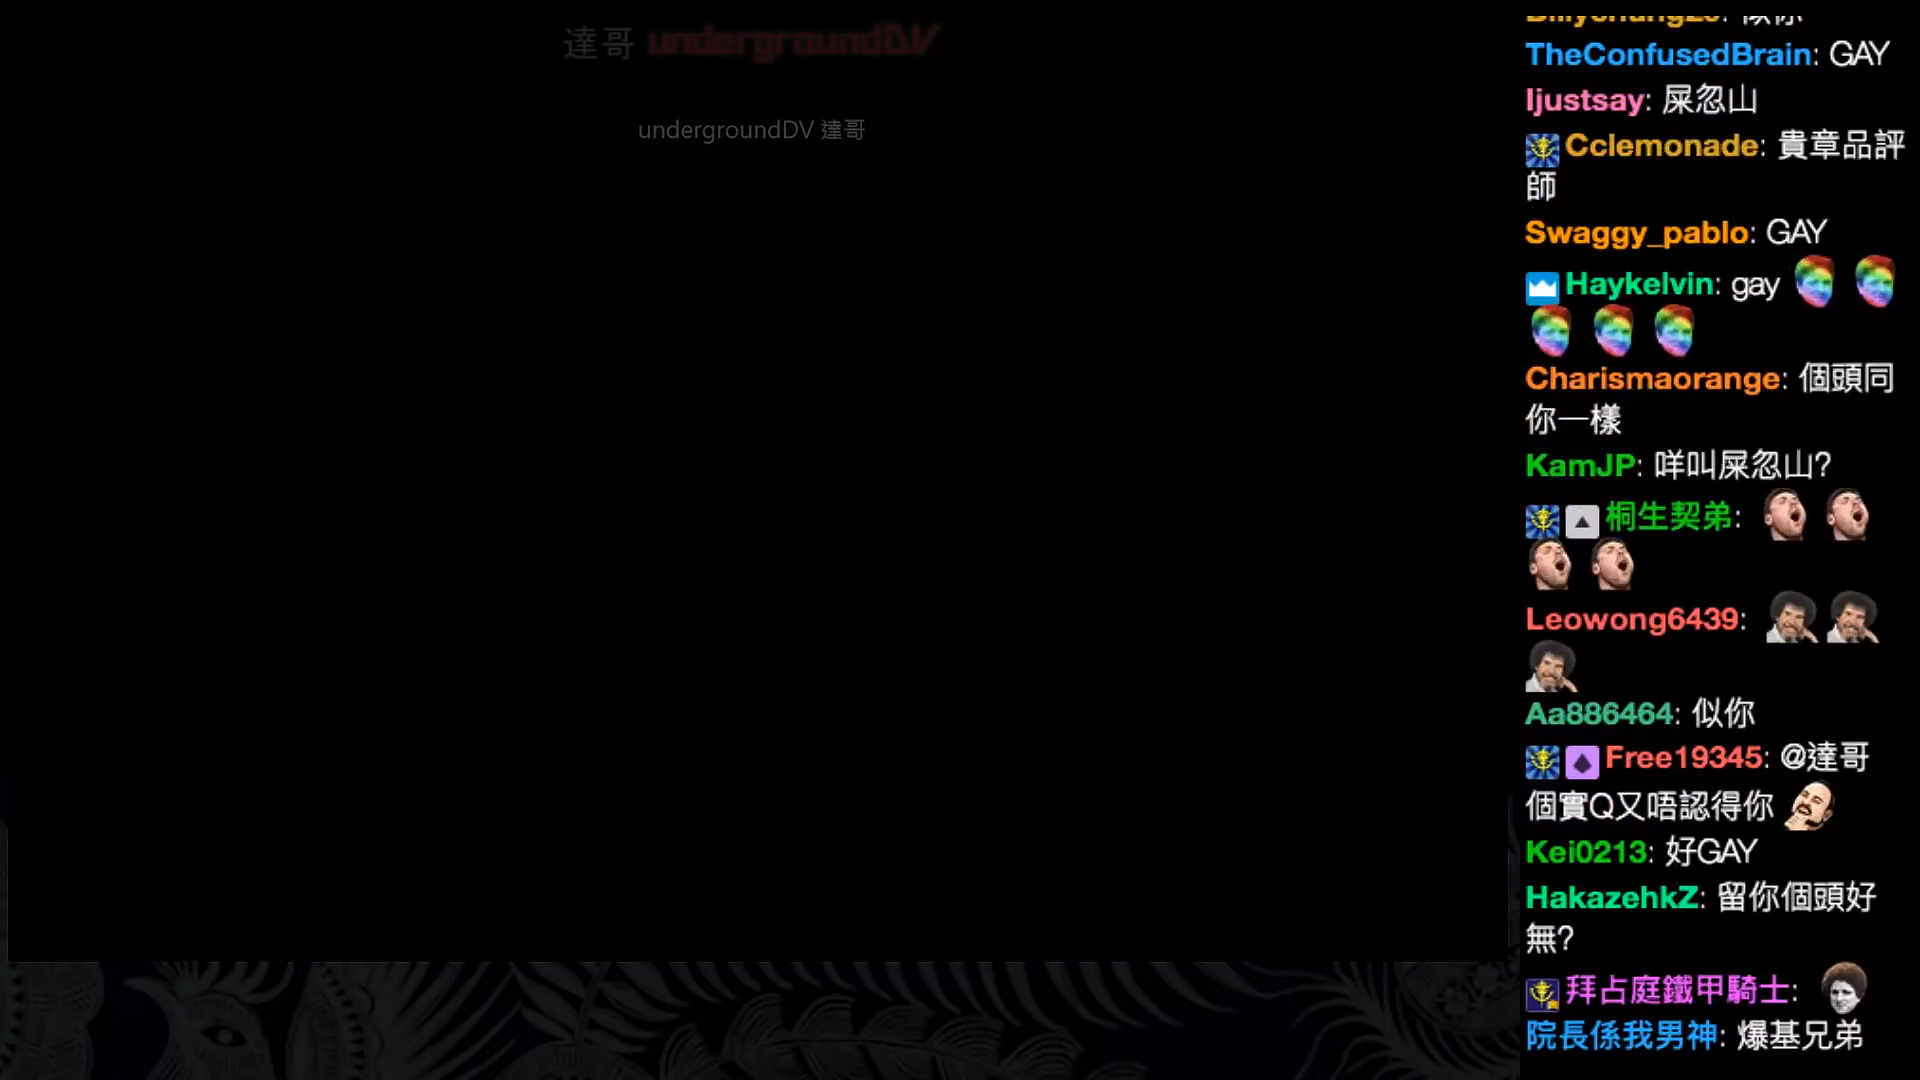 達哥 undergroundDV
undergroundDV 達哥
Billychung28: 似你
TheConfusedBrain: GAY
Ijustsay: 屎忽山
Cclemonade: 貴章品評
師
Swaggy_pablo: GAY
Haykelvin: gay
Charismaorange: 個頭同
你一樣
KamJP: 咩叫屎忽山?
桐生契弟:
Leowong6439:
Aa886464: 似你
Free19345: @達哥
個實Q又唔認得你
Kei0213: 好GAY
HakazehkZ: 留你個頭好
無?
拜占庭鐵甲騎士:
院長係我男神: 爆基兄弟